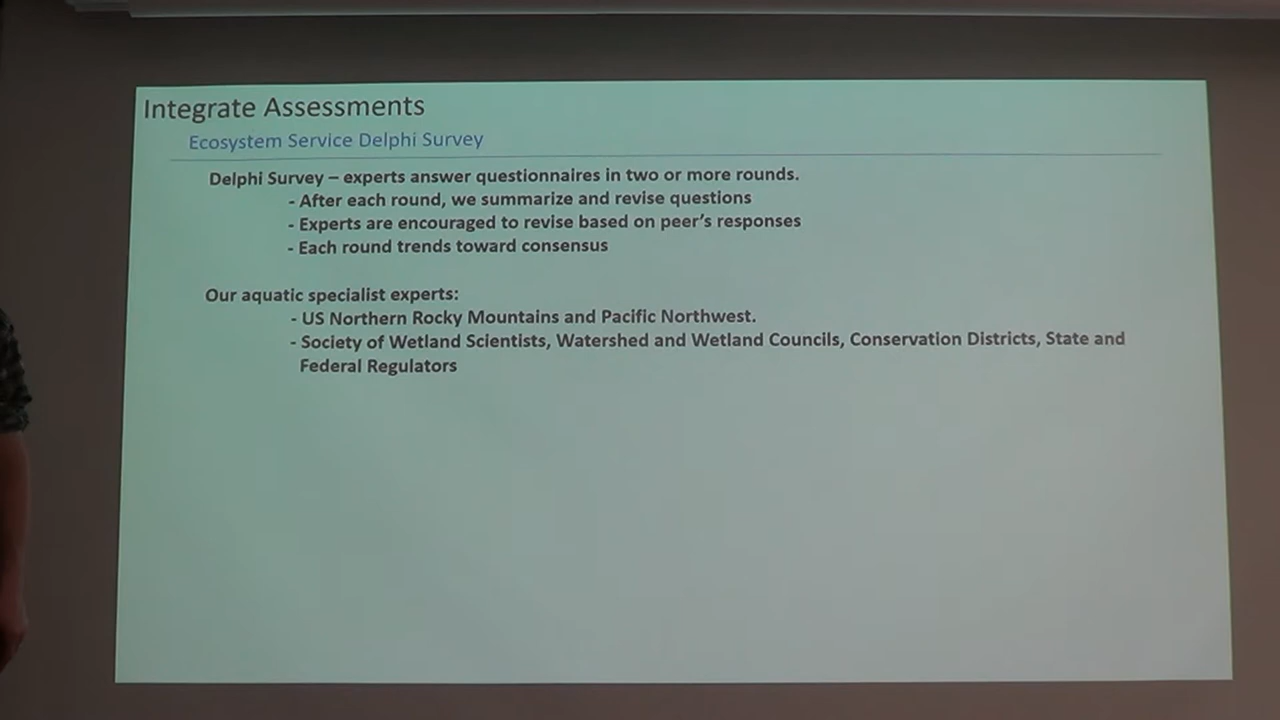 Integrate Assessments
Ecosystem Service Delphi Survey
Delphi Survey – experts answer questionnaires in two or more rounds.
- After each round, we summarize and revise questions
- Experts are encouraged to revise based on peer's responses
- Each round trends toward consensus
Our aquatic specialist experts:
- US Northern Rocky Mountains and Pacific Northwest.
- Society of Wetland Scientists, Watershed and Wetland Councils, Conservation Districts, State and
Federal Regulators